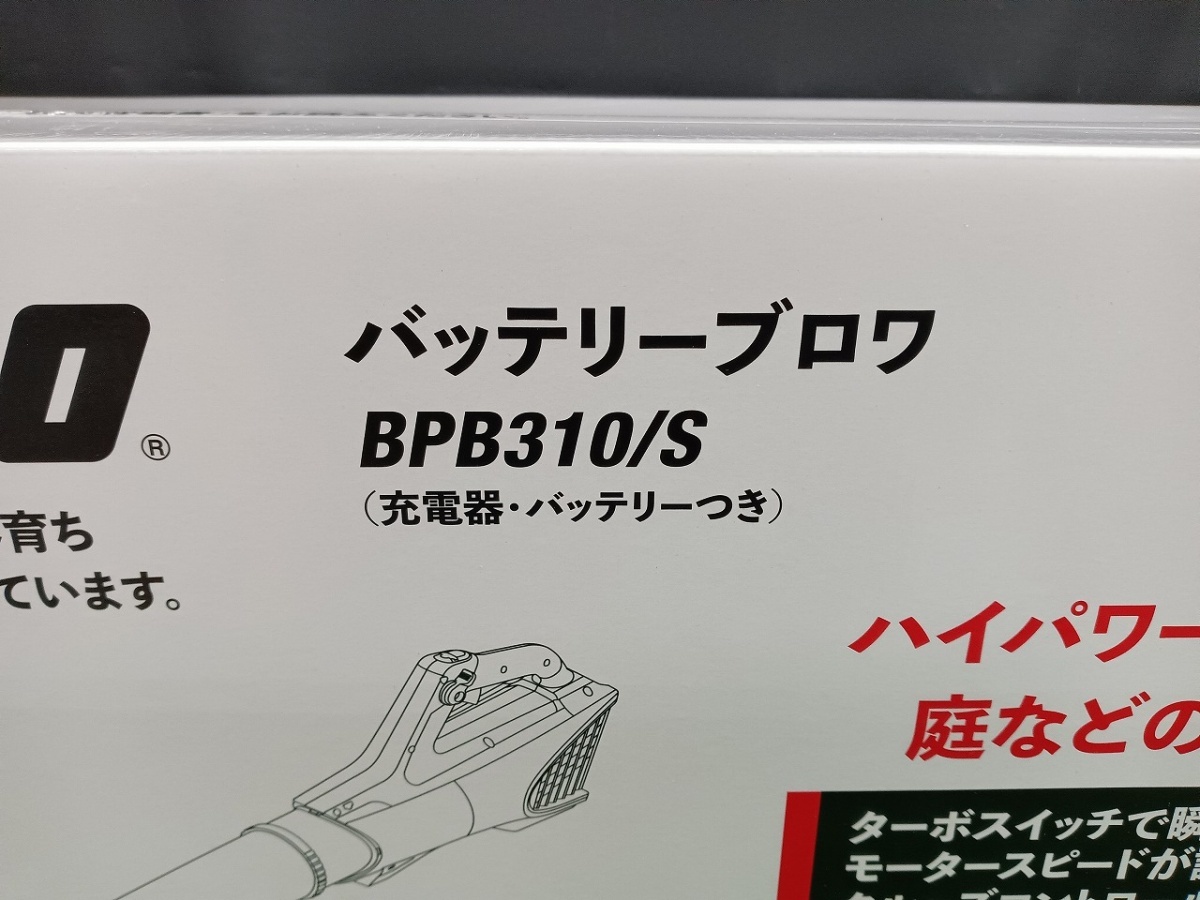 O®
バッテリーブロワ
BPB310/S
（充電器・バッテリーつき）
育ち
ています。
ハイパワー
庭などの
ターボスイッチで瞬
モータースピードが